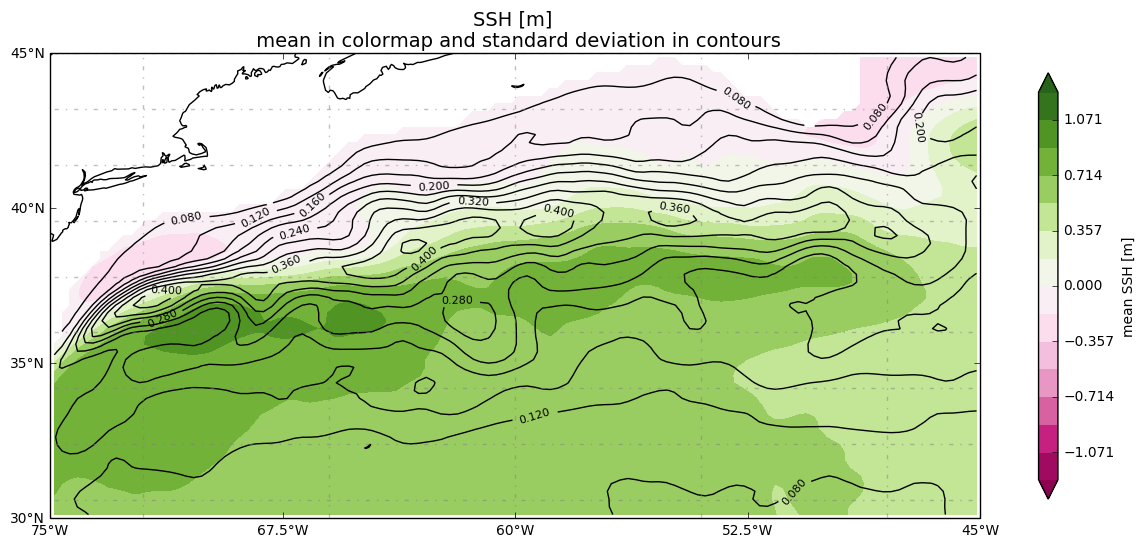 SSH [m]
mean in colormap and standard deviation in contours
45°N
40°N
35°N
30°N
75°W
67.5°W
60°W
52.5°W
45°W
0.080
0.080
0.200
0.080
0.120
0.160
0.200
0.320
0.400
0.360
0.240
0.360
0.400
0.400
0.280
0.280
0.120
0.080
1.071
0.714
0.357
0.000
−0.357
−0.714
−1.071
mean SSH [m]